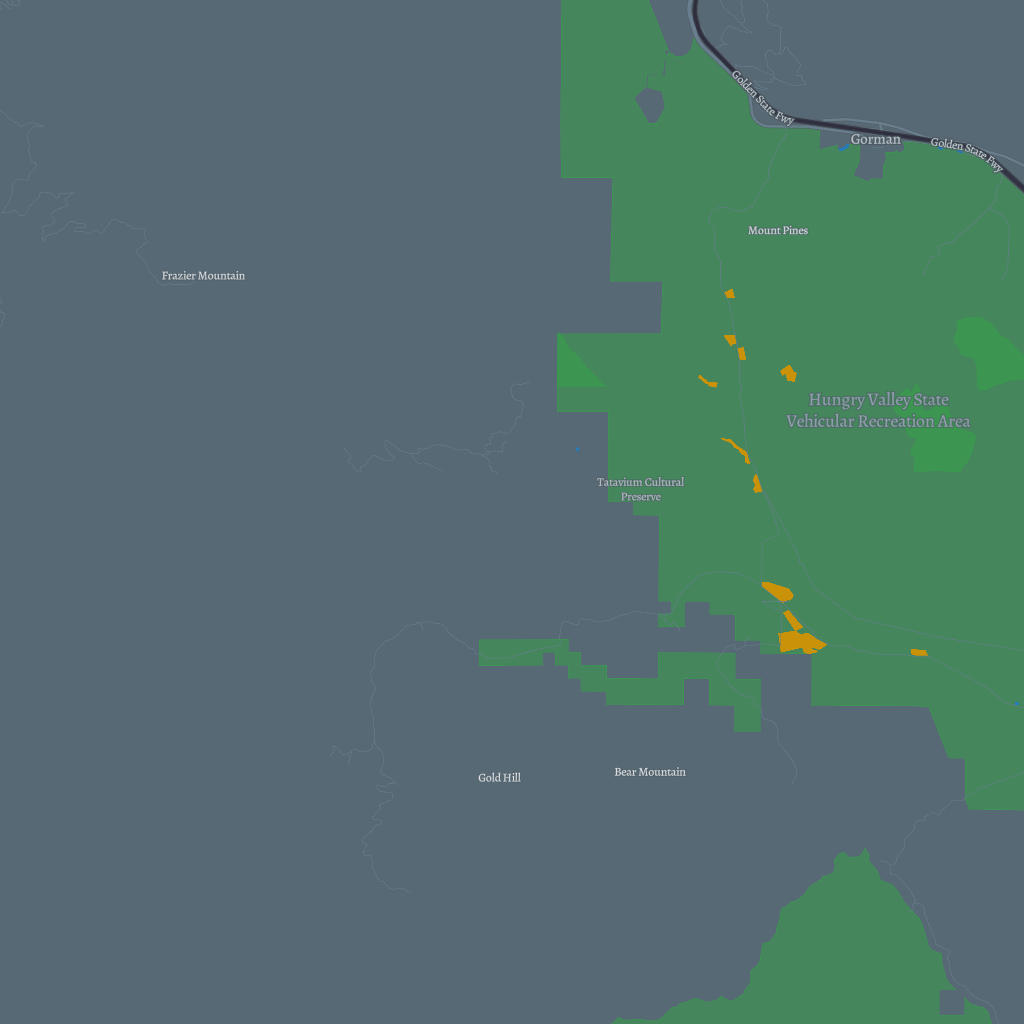 Golden State Fwy
Gorman
Golden State Fwy
Mount Pines
Frazier Mountain
Hungry Valley State
Vehicular Recreation Area
Tatavium Cultural
Preserve
Gold Hill
Bear Mountain